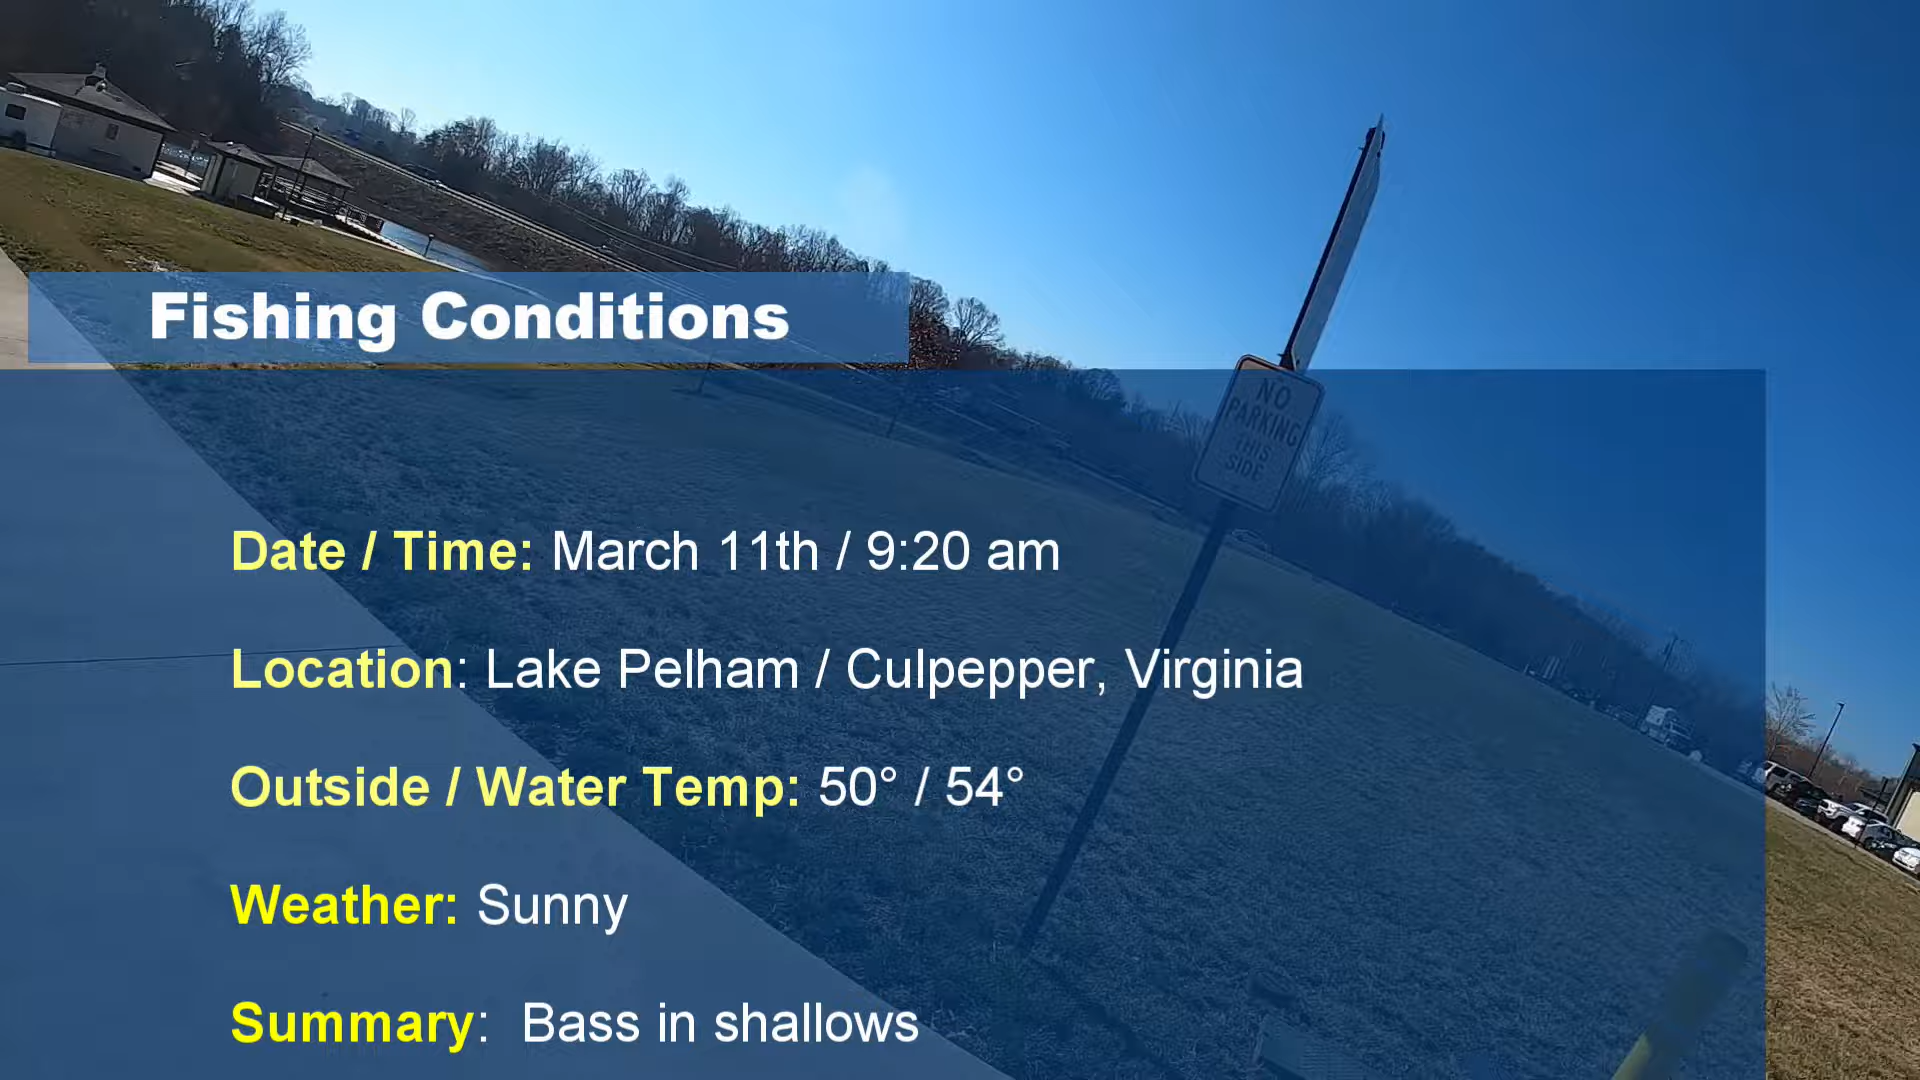 Fishing Conditions
NO
PARKING
THIS
SIDE
Date / Time: March 11th / 9:20 am
Location: Lake Pelham / Culpepper, Virginia
Outside / Water Temp: 50° / 54°
Weather: Sunny
Summary: Bass in shallows